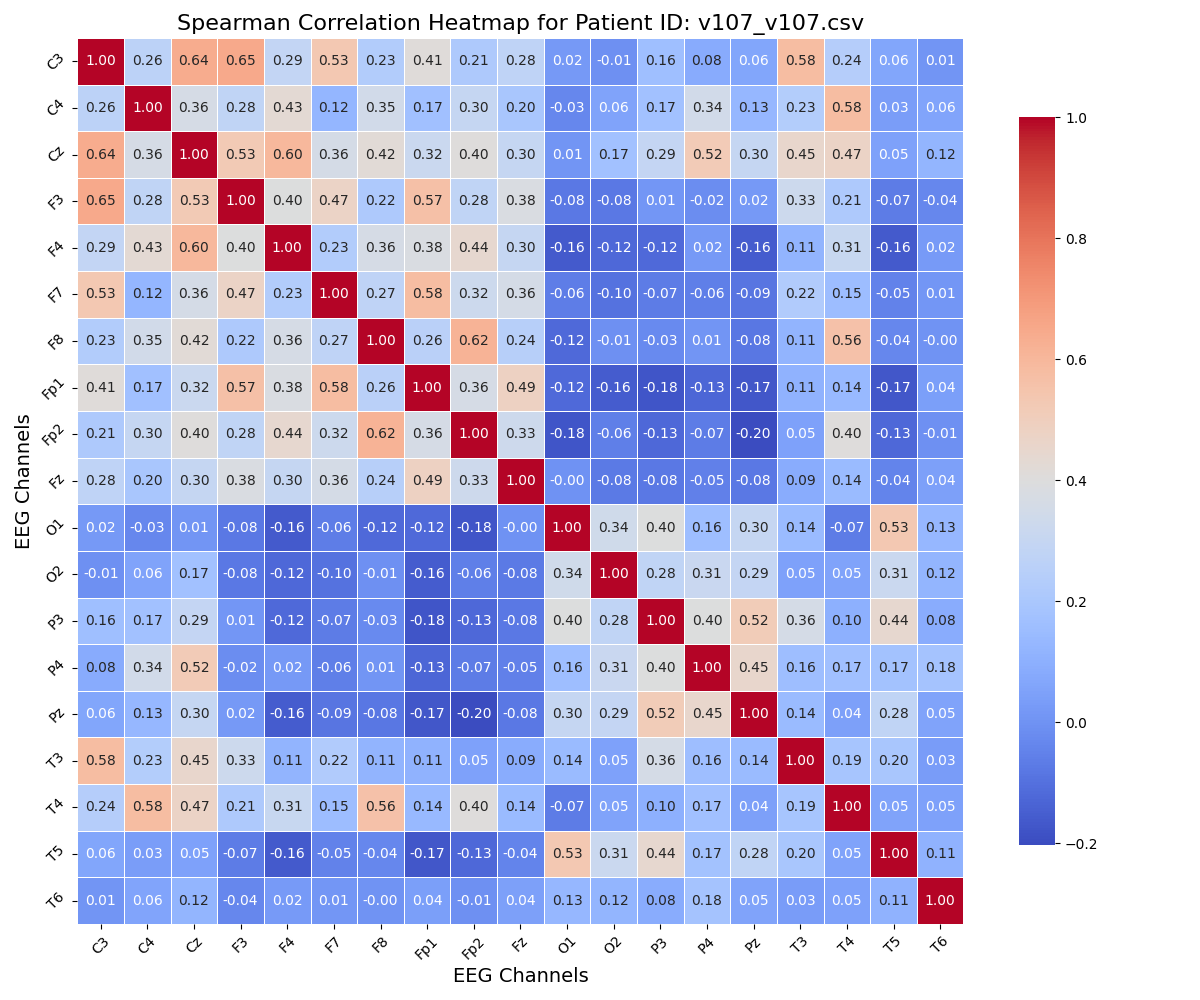 Spearman Correlation Heatmap for Patient ID: v107_v107.csv
EEG Channels
C3 1.00 0.26 0.64 0.65 0.29 0.53 0.23 0.41 0.21 0.28 0.02 -0.01 0.16 0.08 0.06 0.58 0.24 0.06 0.01
C4 0.26 1.00 0.36 0.28 0.43 0.12 0.35 0.17 0.30 0.20 -0.03 0.06 0.17 0.34 0.13 0.23 0.58 0.03 0.06
Cz 0.64 0.36 1.00 0.53 0.60 0.36 0.42 0.32 0.40 0.30 0.01 0.17 0.29 0.52 0.30 0.45 0.47 0.05 0.12
F3 0.65 0.28 0.53 1.00 0.40 0.47 0.22 0.57 0.28 0.38 -0.08 -0.08 0.01 -0.02 0.02 0.33 0.21 -0.07 -0.04
F4 0.29 0.43 0.60 0.40 1.00 0.23 0.36 0.38 0.44 0.30 -0.16 -0.12 -0.12 0.02 -0.16 0.11 0.31 -0.16 0.02
F7 0.53 0.12 0.36 0.47 0.23 1.00 0.27 0.58 0.32 0.36 -0.06 -0.10 -0.07 -0.06 -0.09 0.22 0.15 -0.05 0.01
F8 0.23 0.35 0.42 0.22 0.36 0.27 1.00 0.26 0.62 0.24 -0.12 -0.01 -0.03 0.01 -0.08 0.11 0.56 -0.04 -0.00
Fp1 0.41 0.17 0.32 0.57 0.38 0.58 0.26 1.00 0.36 0.49 -0.12 -0.16 -0.18 -0.13 -0.17 0.11 0.14 -0.17 0.04
Fp2 0.21 0.30 0.40 0.28 0.44 0.32 0.62 0.36 1.00 0.33 -0.18 -0.06 -0.13 -0.07 -0.20 0.05 0.40 -0.13 -0.01
Fz 0.28 0.20 0.30 0.38 0.30 0.36 0.24 0.49 0.33 1.00 -0.00 -0.08 -0.08 -0.05 -0.08 0.09 0.14 -0.04 0.04
O1 0.02 -0.03 0.01 -0.08 -0.16 -0.06 -0.12 -0.12 -0.18 -0.00 1.00 0.34 0.40 0.16 0.30 0.14 -0.07 0.53 0.13
O2 -0.01 0.06 0.17 -0.08 -0.12 -0.10 -0.01 -0.16 -0.06 -0.08 0.34 1.00 0.28 0.31 0.29 0.05 0.05 0.31 0.12
P3 0.16 0.17 0.29 0.01 -0.12 -0.07 -0.03 -0.18 -0.13 -0.08 0.40 0.28 1.00 0.40 0.52 0.36 0.10 0.44 0.08
P4 0.08 0.34 0.52 -0.02 0.02 -0.06 0.01 -0.13 -0.07 -0.05 0.16 0.31 0.40 1.00 0.45 0.16 0.17 0.17 0.18
Pz 0.06 0.13 0.30 0.02 -0.16 -0.09 -0.08 -0.17 -0.20 -0.08 0.30 0.29 0.52 0.45 1.00 0.14 0.04 0.28 0.05
T3 0.58 0.23 0.45 0.33 0.11 0.22 0.11 0.11 0.05 0.09 0.14 0.05 0.36 0.16 0.14 1.00 0.19 0.20 0.03
T4 0.24 0.58 0.47 0.21 0.31 0.15 0.56 0.14 0.40 0.14 -0.07 0.05 0.10 0.17 0.04 0.19 1.00 0.05 0.05
T5 0.06 0.03 0.05 -0.07 -0.16 -0.05 -0.04 -0.17 -0.13 -0.04 0.53 0.31 0.44 0.17 0.28 0.20 0.05 1.00 0.11
T6 0.01 0.06 0.12 -0.04 0.02 0.01 -0.00 0.04 -0.01 0.04 0.13 0.12 0.08 0.18 0.05 0.03 0.05 0.11 1.00
C3 C4 Cz F3 F4 F7 F8 Fp1 Fp2 Fz O1 O2 P3 P4 Pz T3 T4 T5 T6
EEG Channels
1.0
0.8
0.6
0.4
0.2
0.0
−0.2